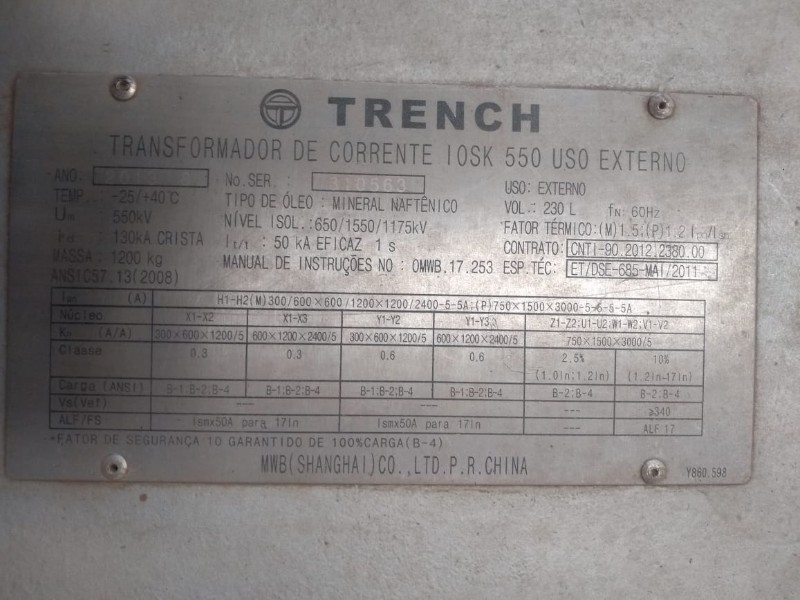 TRENCH
TRANSFORMADOR DE CORRENTE IOSK 550 USO EXTERNO
ANO: No.SER. : USO: EXTERNO
TEMP. -25/+40℃ TIPO DE ÓLEO: MINERAL NAFTÊNICO VOL.: 230 L fN: 60Hz
Um : 550kV NÍVEL ISOL.:650/1550/1175kV FATOR TÉRMICO:(M)1.5;(P)1.2
: 130kA CRISTA : 50 kA EFICAZ 1 s CONTRATO: CNTI-90.2012.2380.00
MASSA: 1200 kg MANUAL DE INSTRUÇÕES NO : OMWB.17.253 ESP.TÉC: ET/DSE-685-MAI/2011
ANSIC57.13(2008)
(A) H1-H2(M)300/600×600/1200×1200/2400-5-5A;(P)750×1500×3000-5-5-5-5A
Núcleo X1-X2 X1-X3 Y1-Y2 Y1-Y3 Z1-Z2;U1-U2;W1-W2;V1-V2
Kn (A/A) 300×600×1200/5 600×1200×2400/5 300×600×1200/5 600×1200×2400/5 750×1500×3000/5
Classe 0.3 0.3 0.6 0.6 2.5% 10%
(1.0In;1.2In) (1.2In-17In)
Carga(ANSI) B-1;B-2;B-4 B-1;B-2;B-4 B-1;B-2;B-4 B-1;B-2;B-4 B-2;B-4 B-2;B-4
Vs(Vef) --- --- --- ≥340
ALF/FS Ismx50A para 17In Ismx50A para 17In --- ALF 17
*FATOR DE SEGURANÇA 10 GARANTIDO DE 100%CARGA(B-4)
MWB(SHANGHAI)CO.,LTD.P.R.CHINA
Y860.598